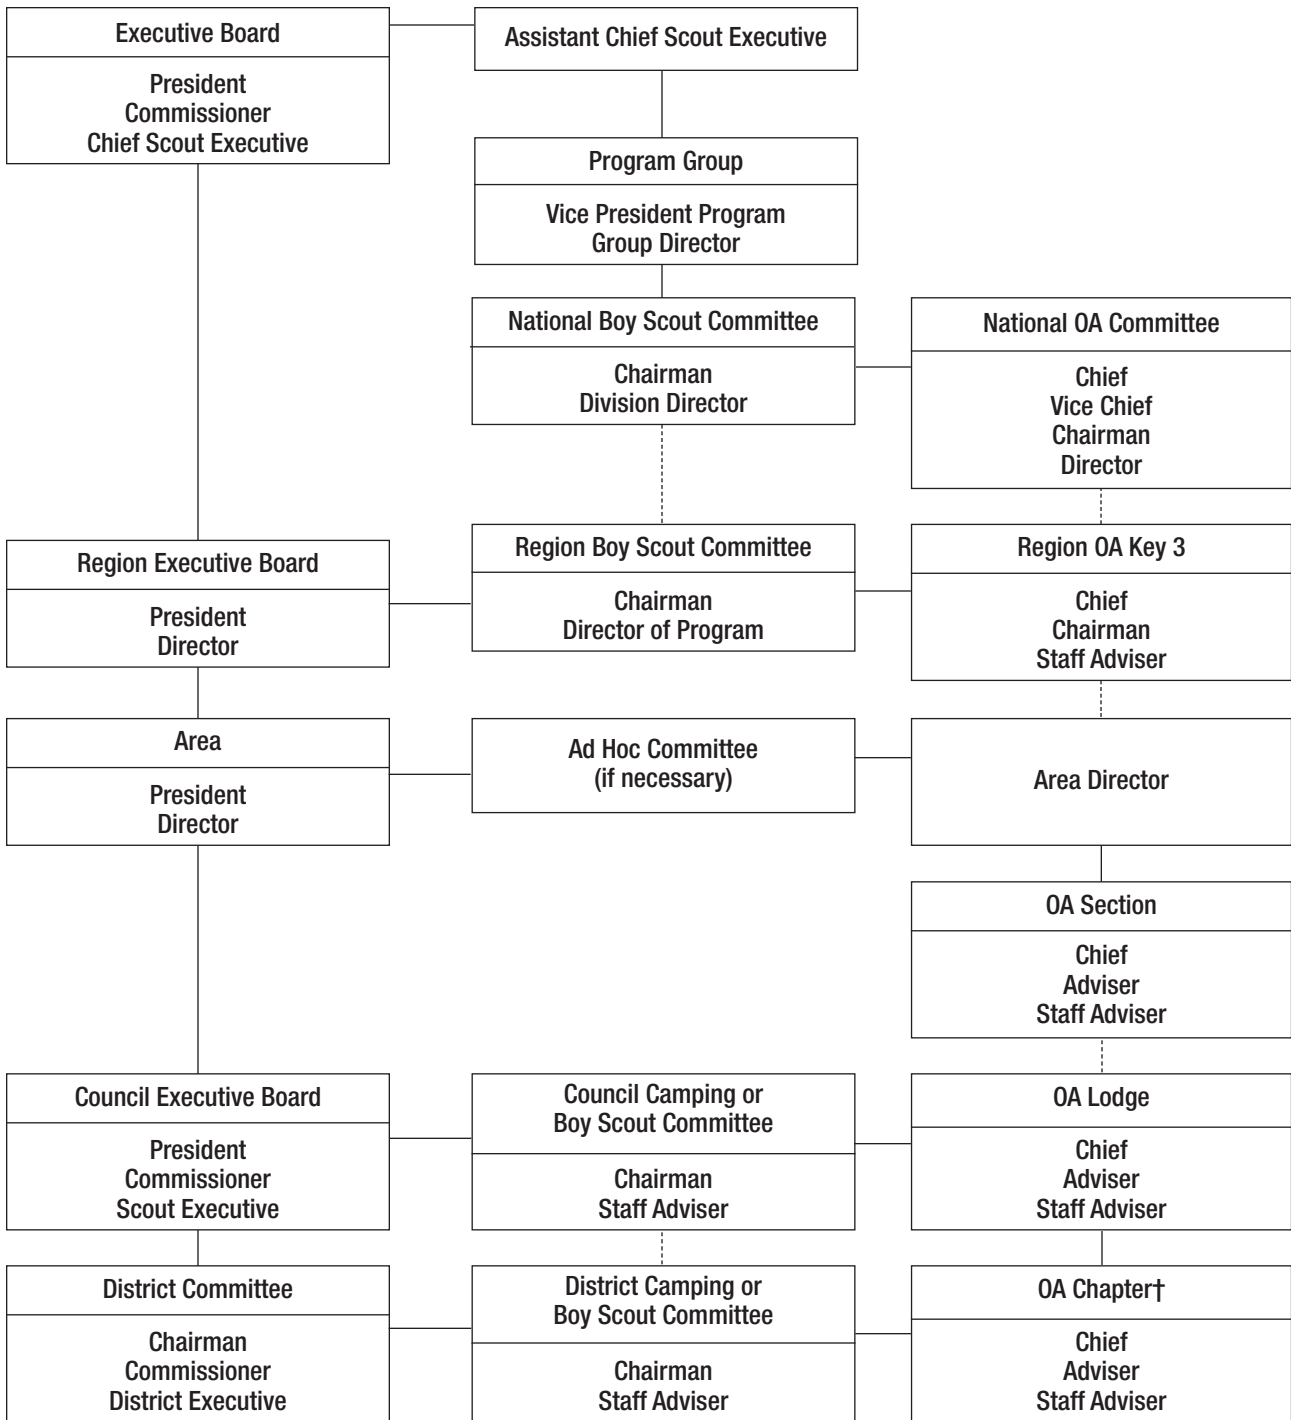 Executive Board
President
Commissioner
Chief Scout Executive
Assistant Chief Scout Executive
Program Group
Vice President Program
Group Director
National Boy Scout Committee
Chairman
Division Director
National OA Committee
Chief
Vice Chief
Chairman
Director
Region Executive Board
President
Director
Region Boy Scout Committee
Chairman
Director of Program
Region OA Key 3
Chief
Chairman
Staff Adviser
Area
President
Director
Ad Hoc Committee
(if necessary)
Area Director
OA Section
Chief
Adviser
Staff Adviser
Council Executive Board
President
Commissioner
Scout Executive
Council Camping or
Boy Scout Committee
Chairman
Staff Adviser
OA Lodge
Chief
Adviser
Staff Adviser
District Committee
Chairman
Commissioner
District Executive
District Camping or
Boy Scout Committee
Chairman
Staff Adviser
OA Chapter†
Chief
Adviser
Staff Adviser